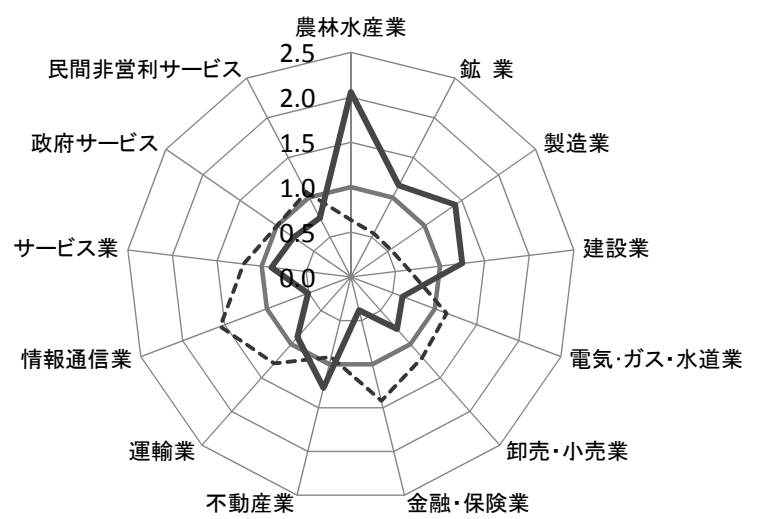 農林水産業
鉱 業
製造業
建設業
電気･ガス・水道業
卸売・小売業
金融・保険業
不動産業
運輸業
情報通信業
サービス業
政府サービス
民間非営利サービス
2.5
2.0
1.5
1.0
0.5
0.0